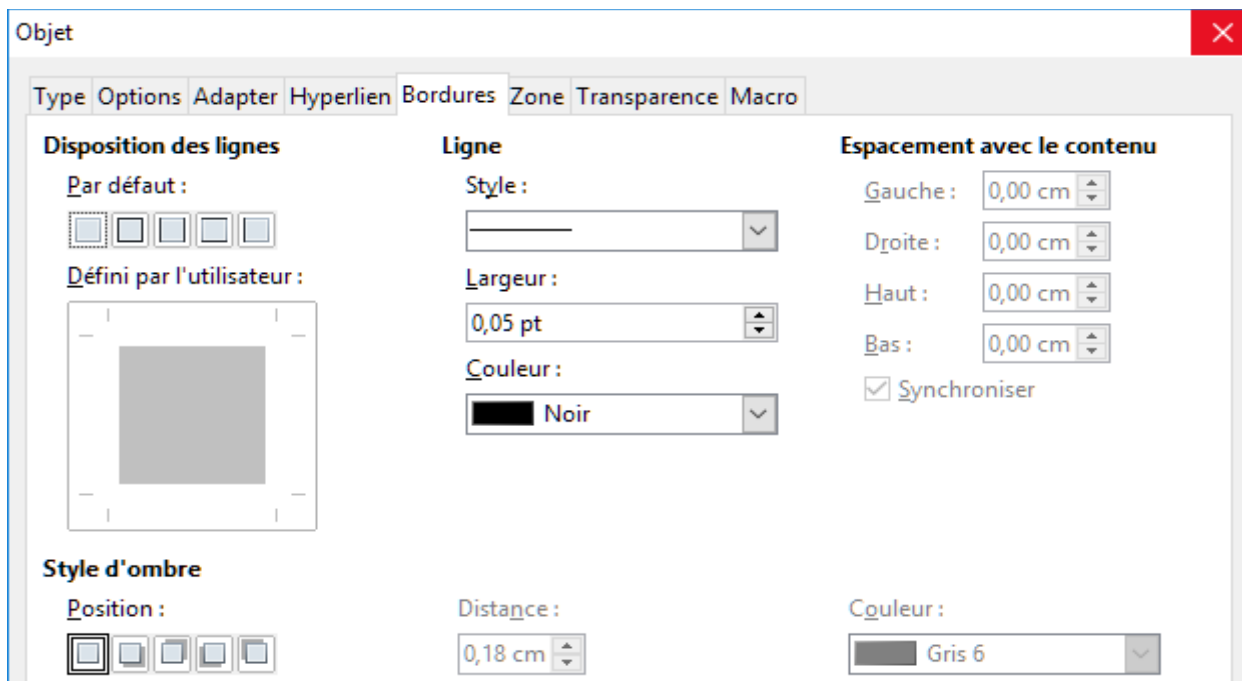 Objet
Type Options Adapter Hyperlien Bordures Zone Transparence Macro
Disposition des lignes
Par défaut :
Défini par l'utilisateur :
Ligne
Style :
Largeur :
0,05 pt
Couleur :
Noir
Espacement avec le contenu
Gauche : 0,00 cm
Droite : 0,00 cm
Haut : 0,00 cm
Bas : 0,00 cm
Synchroniser
Style d'ombre
Position :
Distance :
0,18 cm
Couleur :
Gris 6